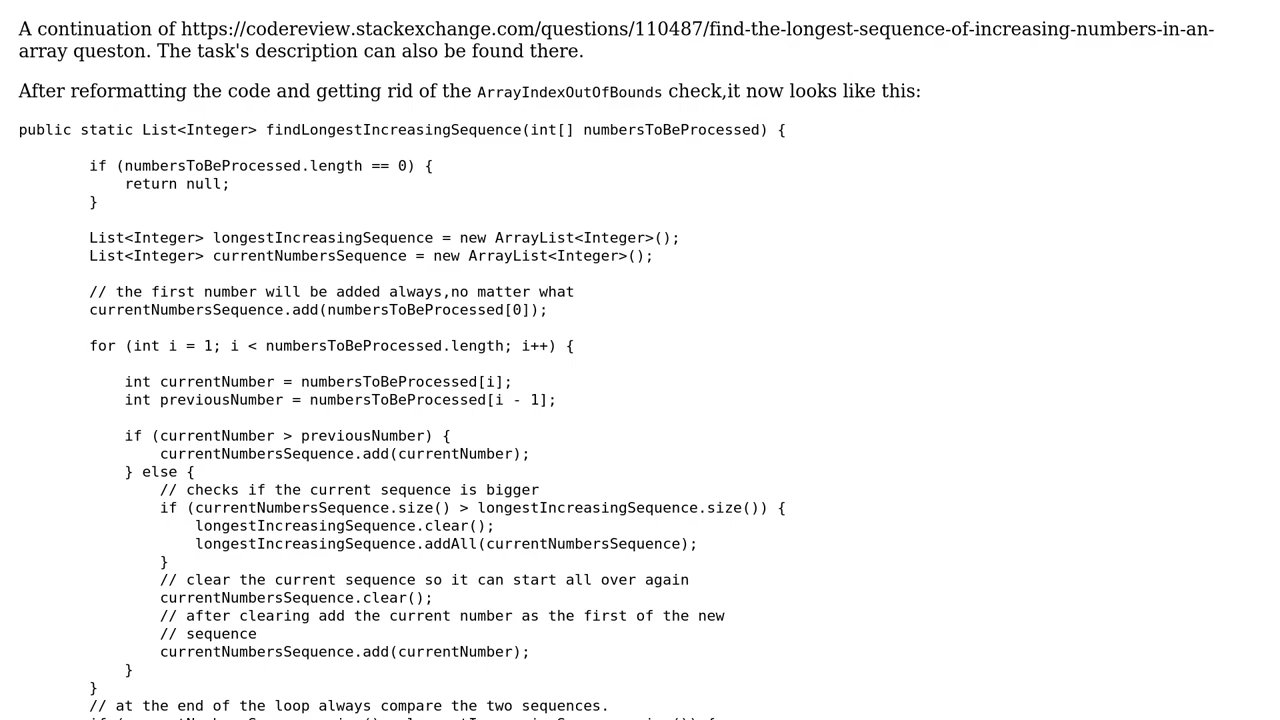 A continuation of https://codereview.stackexchange.com/questions/110487/find-the-longest-sequence-of-increasing-numbers-in-an-
array queston. The task's description can also be found there.
After reformatting the code and getting rid of the ArrayIndexOutOfBounds check,it now looks like this:
public static List<Integer> findLongestIncreasingSequence(int[] numbersToBeProcessed) {
if (numbersToBeProcessed.length == 0) {
return null;
}
List<Integer> longestIncreasingSequence = new ArrayList<Integer>();
List<Integer> currentNumbersSequence = new ArrayList<Integer>();
// the first number will be added always,no matter what
currentNumbersSequence.add(numbersToBeProcessed[0]);
for (int i = 1; i < numbersToBeProcessed.length; i++) {
int currentNumber = numbersToBeProcessed[i];
int previousNumber = numbersToBeProcessed[i - 1];
if (currentNumber > previousNumber) {
currentNumbersSequence.add(currentNumber);
} else {
// checks if the current sequence is bigger
if (currentNumbersSequence.size() > longestIncreasingSequence.size()) {
longestIncreasingSequence.clear();
longestIncreasingSequence.addAll(currentNumbersSequence);
}
// clear the current sequence so it can start all over again
currentNumbersSequence.clear();
// after clearing add the current number as the first of the new
// sequence
currentNumbersSequence.add(currentNumber);
}
}
// at the end of the loop always compare the two sequences.